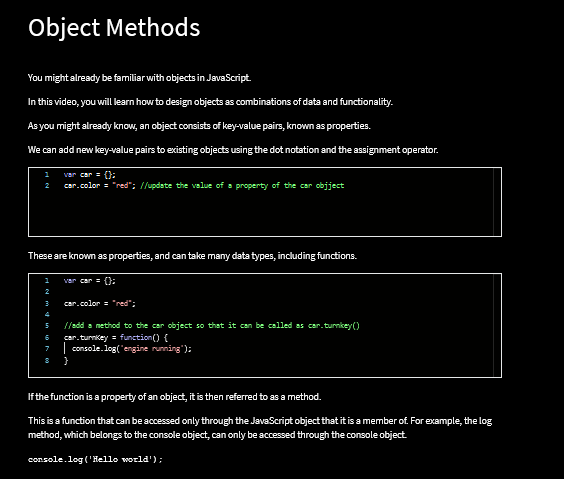 Object Methods
You might already be familiar with objects in JavaScript.
In this video, you will learn how to design objects as combinations of data and functionality.
As you might already know, an object consists of key-value pairs, known as properties.
We can add new key-value pairs to existing objects using the dot notation and the assignment operator.
1 var car = {};
2 car.color = "red"; //update the value of a property of the car objject
These are known as properties, and can take many data types, including functions.
1 var car = {};
2
3 car.color = "red";
4
5 //add a method to the car object so that it can be called as car.turnkey()
6 car.turnKey = function() {
7 console.log('engine running');
8 }
If the function is a property of an object, it is then referred to as a method.
This is a function that can be accessed only through the JavaScript object that it is a member of. For example, the log
method, which belongs to the console object, can only be accessed through the console object.
console.log('Hello world');